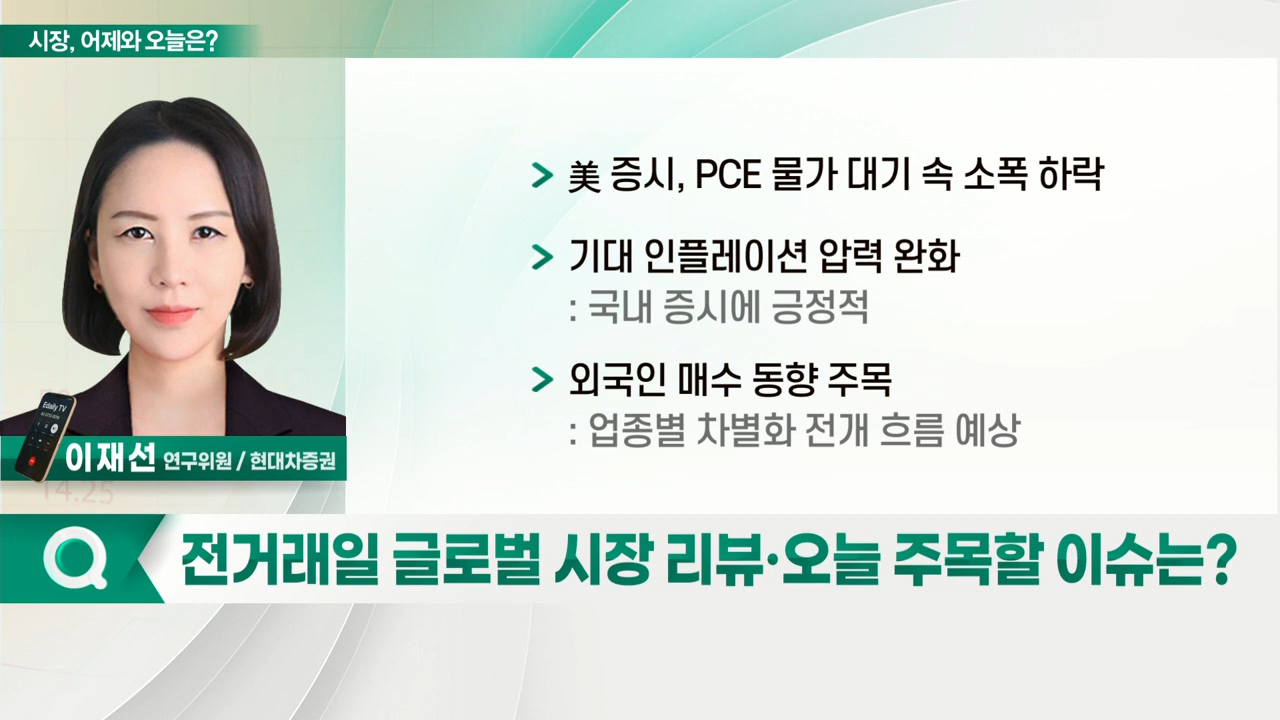 시장, 어제와 오늘은?
> 美 증시, PCE 물가 대기 속 소폭 하락
> 기대 인플레이션 압력 완화
: 국내 증시에 긍정적
> 외국인 매수 동향 주목
: 업종별 차별화 전개 흐름 예상
Edaily TV
이재선 연구위원 / 현대차증권
14.25
Q 전거래일 글로벌 시장 리뷰·오늘 주목할 이슈는?